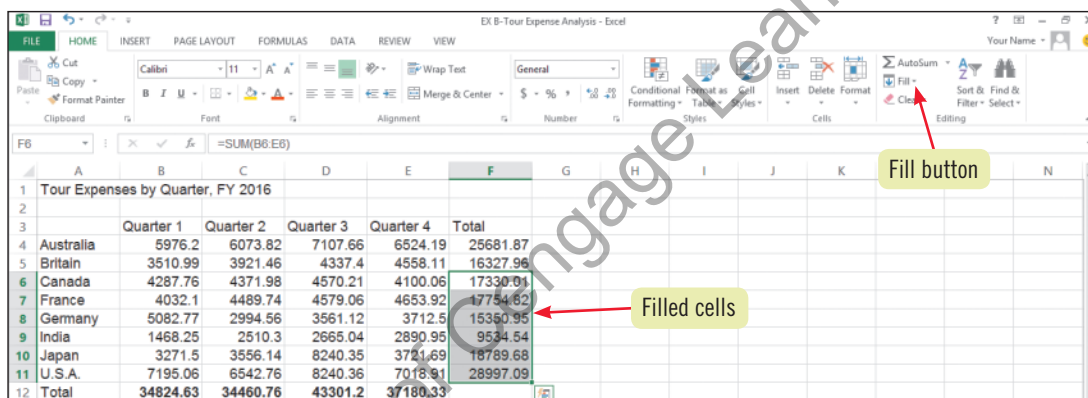 EX B-Tour Expense Analysis - Excel
?
FILE HOME INSERT PAGE LAYOUT FORMULAS DATA REVIEW VIEW Your Name
Paste
Cut
Copy
Format Painter
Clipboard
Calibri 11 A A
B I U A
Font
Wrap Text
Merge & Center
Alignment
General
$ % , .00
Number
Conditional Formatting
Format as Table
Cell Styles
Styles
Insert Delete Format
Cells
AutoSum
Fill
Sort & Filter
Find & Select
Editing
F6 fx =SUM(B6:E6)
A B C D E F G H I J K N
Fill button
1 Tour Expenses by Quarter, FY 2016
2
3 Quarter 1 Quarter 2 Quarter 3 Quarter 4 Total
4 Australia 5976.2 6073.82 7107.66 6524.19 25681.87
5 Britain 3510.99 3921.46 4337.4 4558.11 16327.96
6 Canada 4287.76 4371.98 4570.21 4100.06 17330.01
7 France 4032.1 4489.74 4579.06 4653.92 17754.82
8 Germany 5082.77 2994.56 3561.12 3712.5 15350.95
Filled cells
9 India 1468.25 2510.3 2665.04 2890.95 9534.54
10 Japan 3271.5 3556.14 8240.35 3721.69 18789.68
11 U.S.A. 7195.06 6542.76 8240.36 7018.91 28997.09
12 Total 34824.63 34460.76 43301.2 37180.33
of Cengage Lear